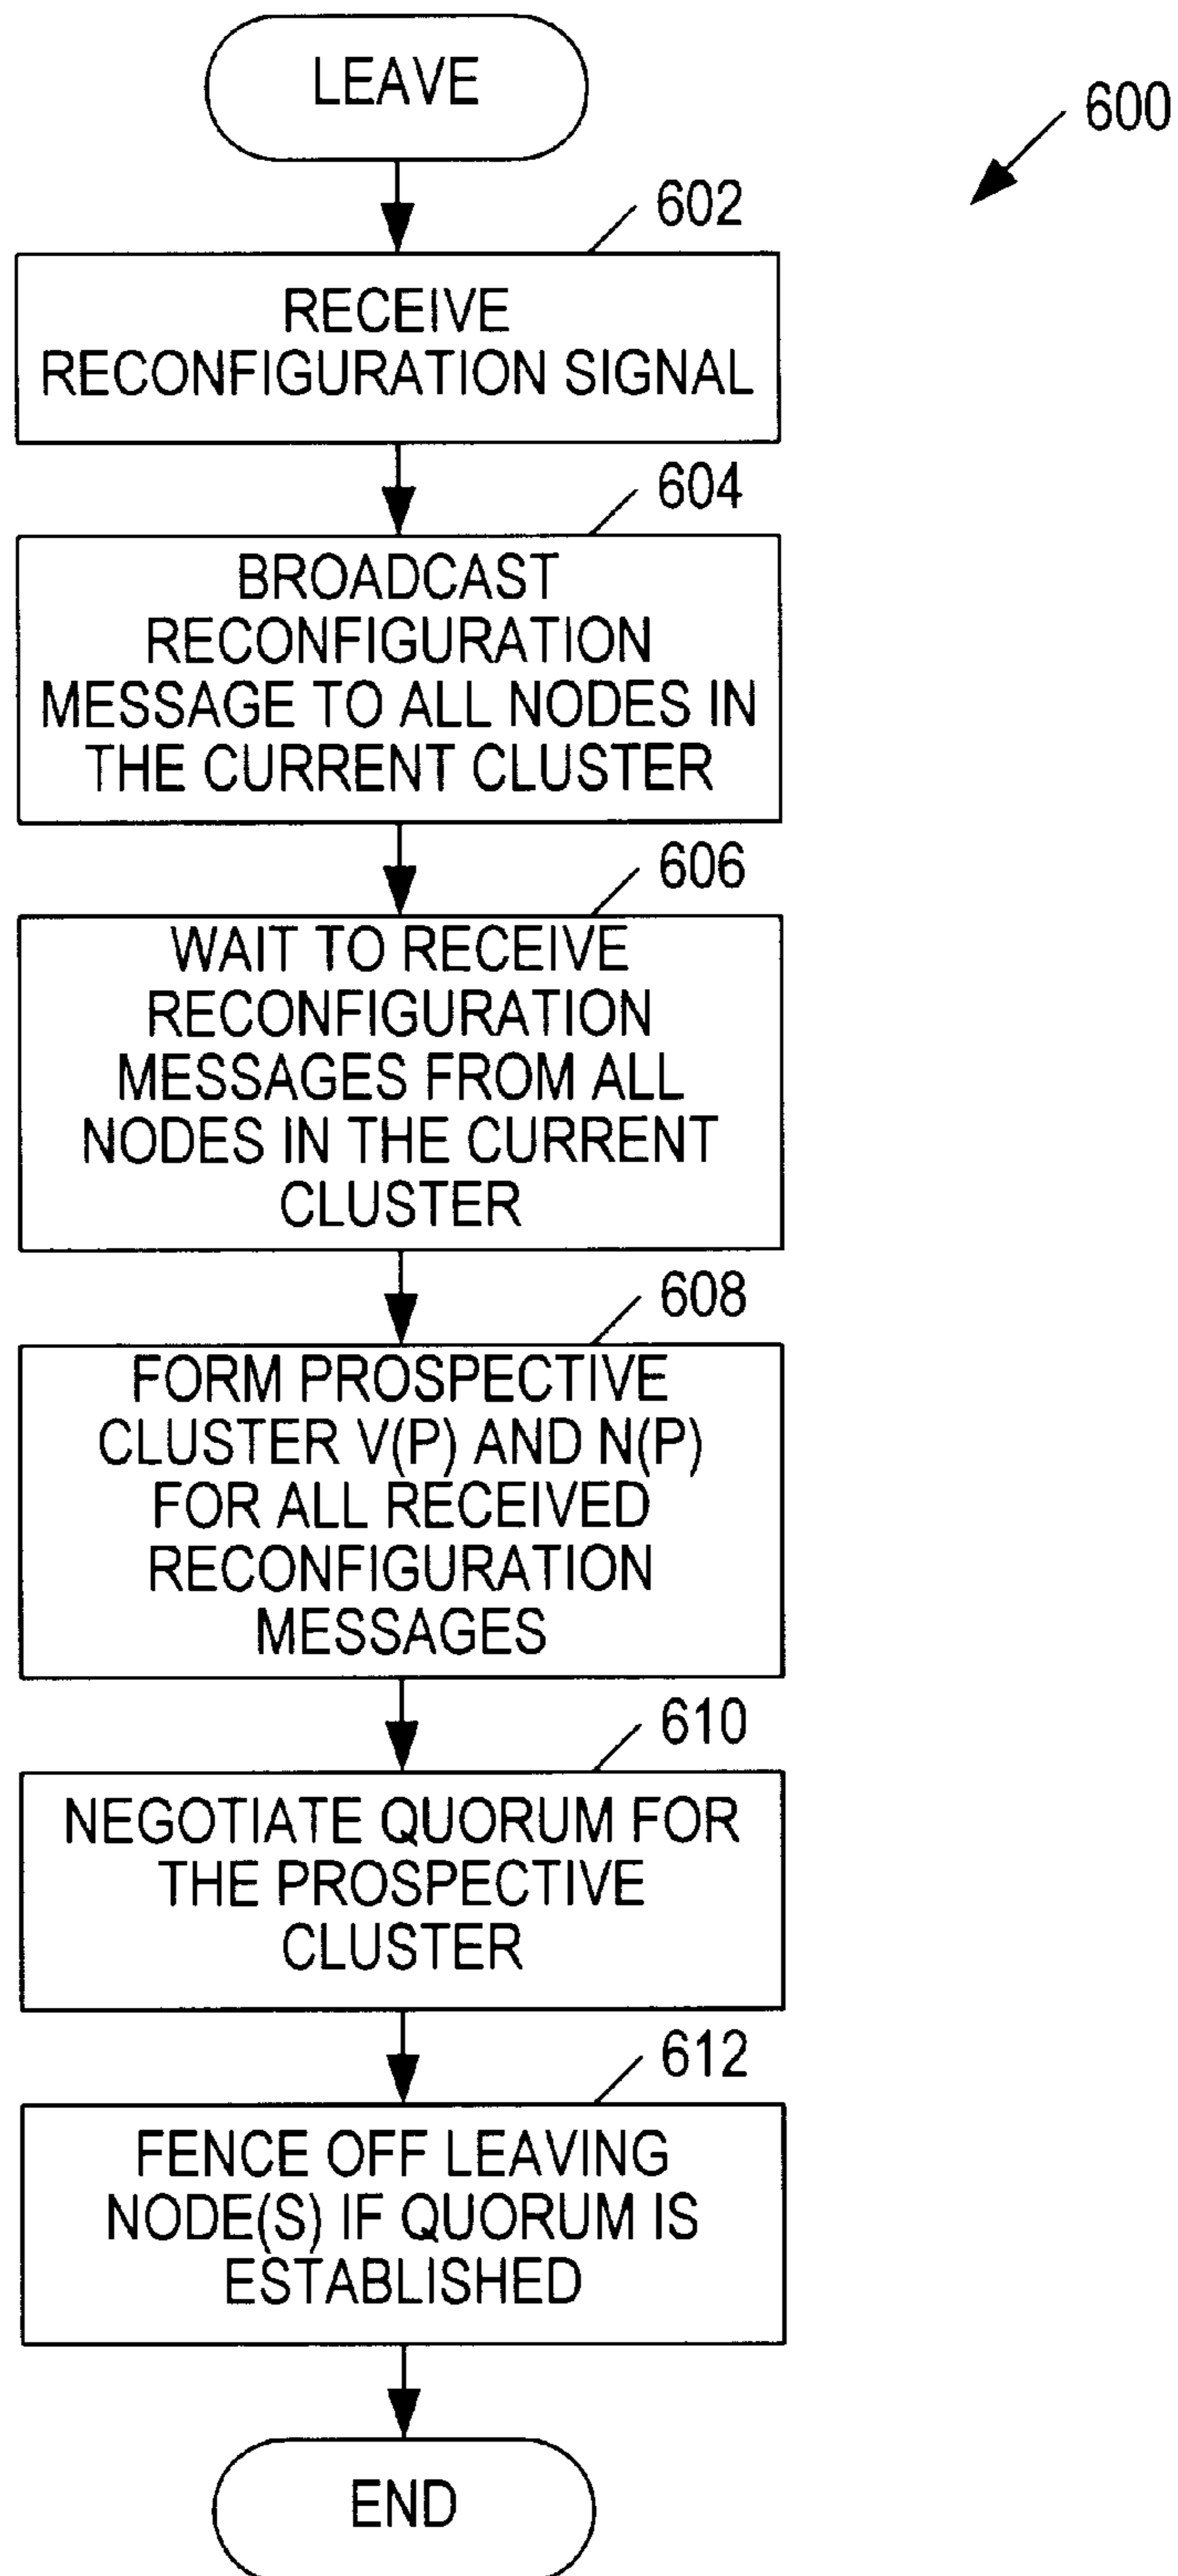 LEAVE
600
602
RECEIVE
RECONFIGURATION SIGNAL
604
BROADCAST
RECONFIGURATION
MESSAGE TO ALL NODES IN
THE CURRENT CLUSTER
606
WAIT TO RECEIVE
RECONFIGURATION
MESSAGES FROM ALL
NODES IN THE CURRENT
CLUSTER
608
FORM PROSPECTIVE
CLUSTER V(P) AND N(P)
FOR ALL RECEIVED
RECONFIGURATION
MESSAGES
610
NEGOTIATE QUORUM FOR
THE PROSPECTIVE
CLUSTER
612
FENCE OFF LEAVING
NODE(S) IF QUORUM IS
ESTABLISHED
END